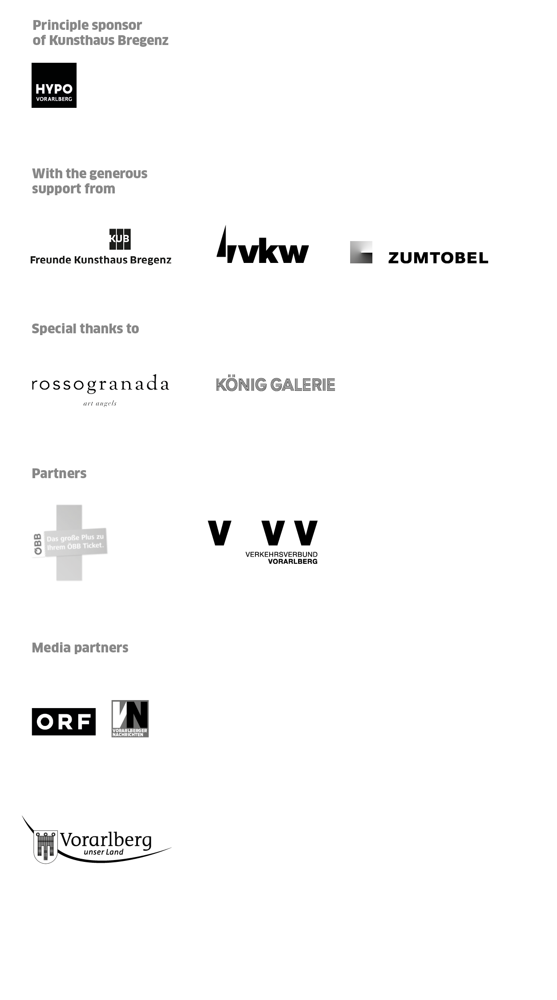 Principle sponsor
of Kunsthaus Bregenz
HYPO
VORARLBERG
With the generous
support from
KUB
Freunde Kunsthaus Bregenz
vkw
ZUMTOBEL
Special thanks to
rossogranada
art angels
KÖNIG GALERIE
Partners
ÖBB
Das große Plus zu
Ihrem ÖBB Ticket.
V VV
VERKEHRSVERBUND
VORARLBERG
Media partners
ORF
VN
VORARLBERGER
NACHRICHTEN
Vorarlberg
unser Land